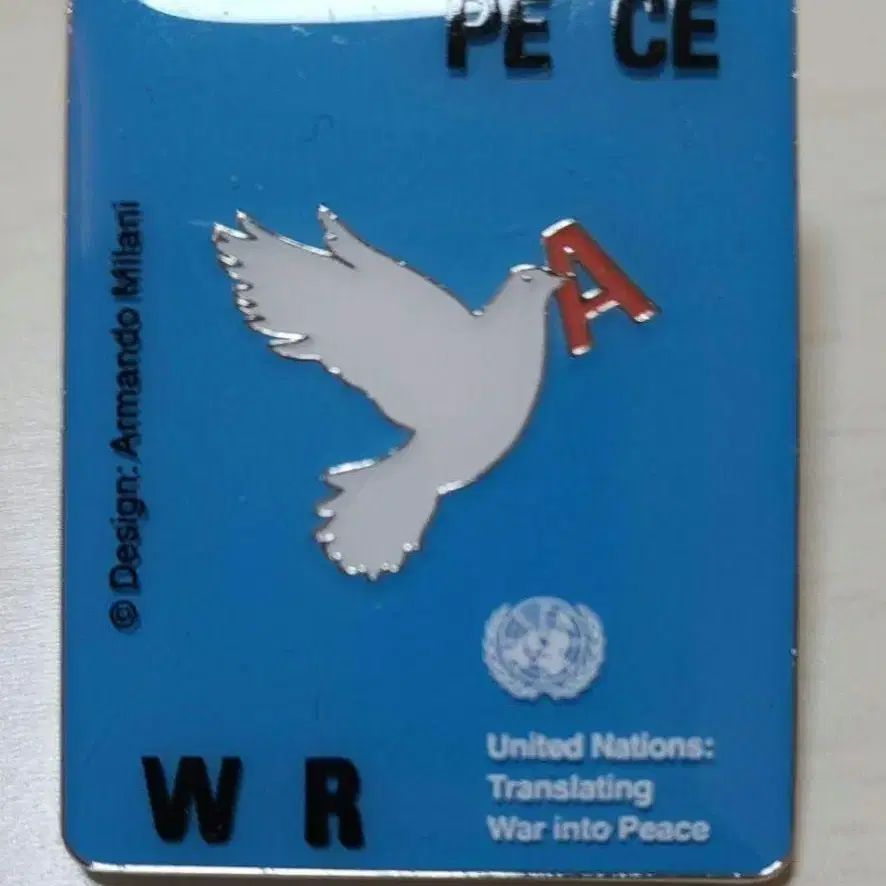 PE CE
A
© Design: Armando Milani
United Nations:
Translating
War into Peace
W R